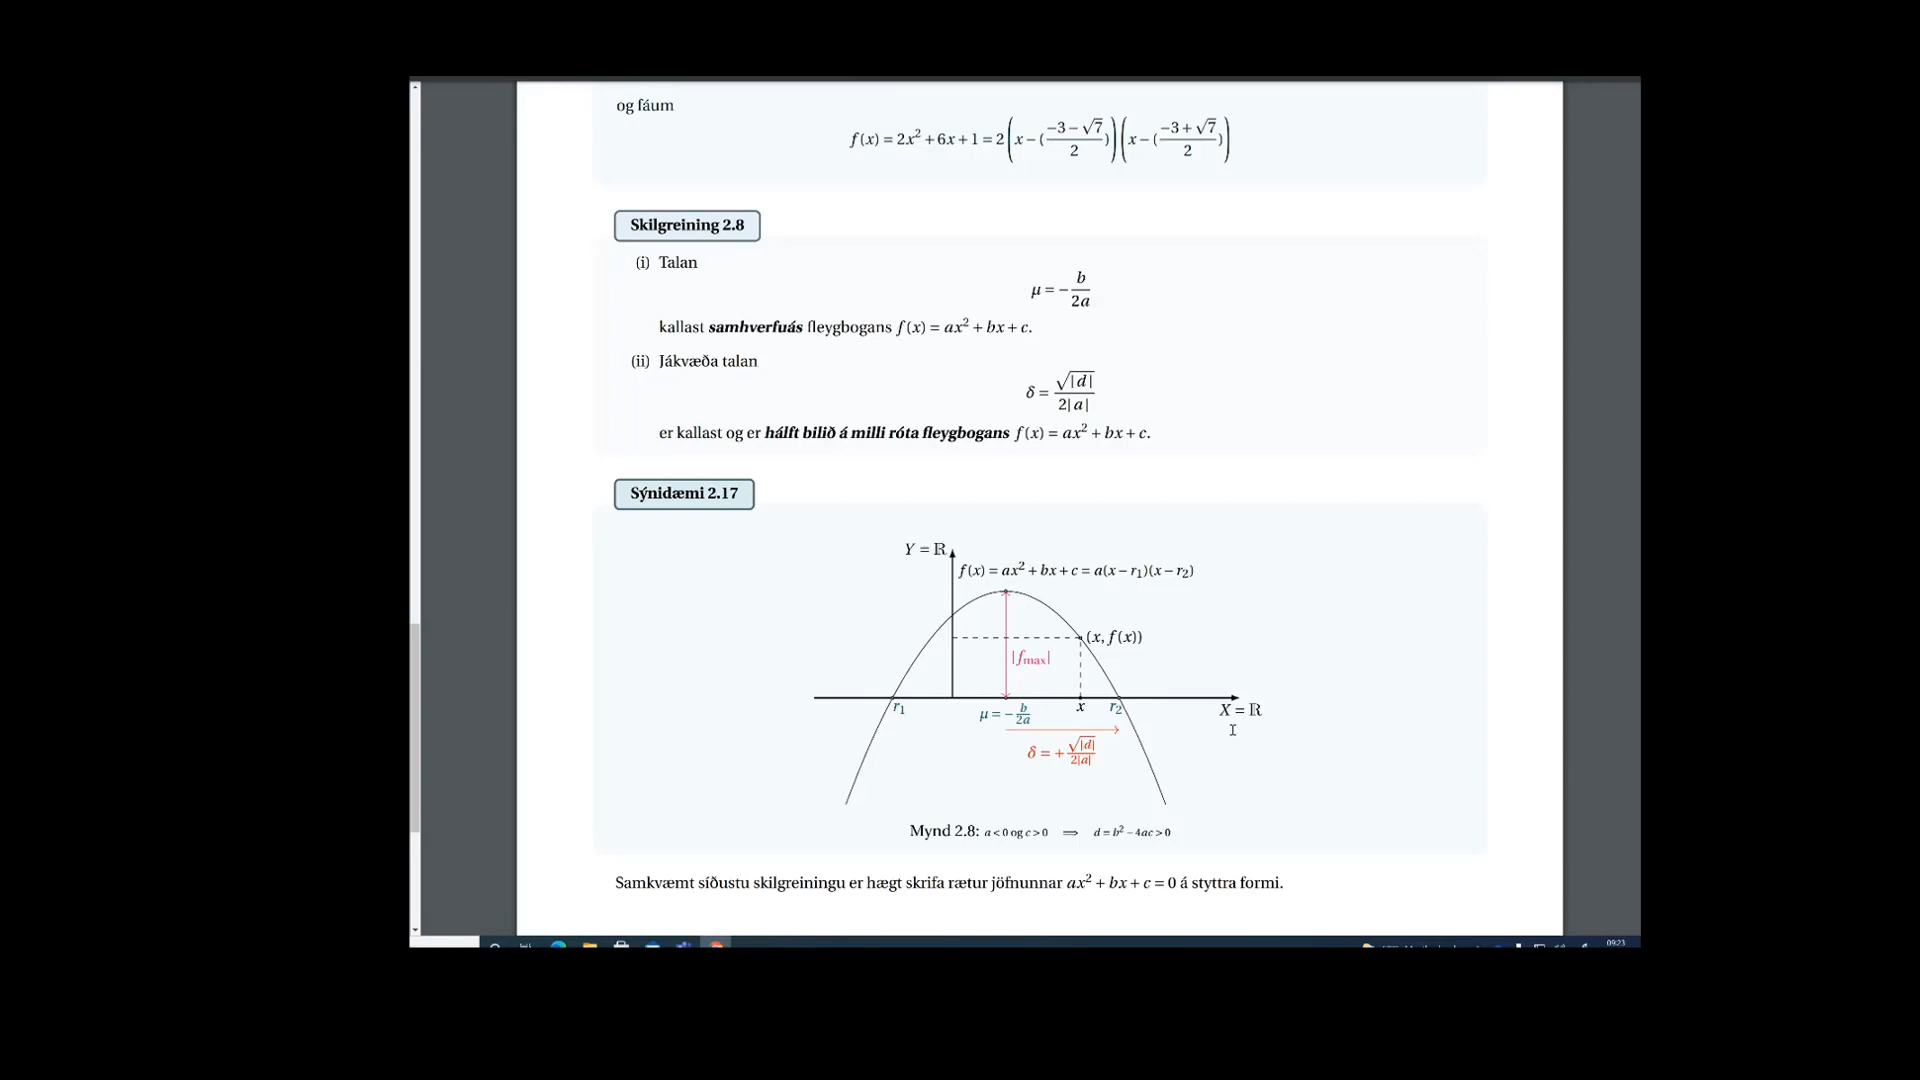 og fáum
f(x) = 2x² + 6x + 1 = 2(x − (−3 − √7)/2))(x − (−3 + √7)/2))
Skilgreining 2.8
(i) Talan
μ = − b/2a
kallast samhverfuás fleygbogans f(x) = ax² + bx + c.
(ii) Jákvæða talan
δ = √|d| / 2|a|
er kallast og er hálft bilið á milli róta fleygbogans f(x) = ax² + bx + c.
Sýnidæmi 2.17
Y = ℝ
f(x) = ax² + bx + c = a(x − r₁)(x − r₂)
(x, f(x))
|fmax|
r₁ μ = − b/2a x r₂ X = ℝ
δ = + √|d| / 2|a|
Mynd 2.8: a < 0 og c > 0 ⟹ d = b² − 4ac > 0
Samkvæmt síðustu skilgreiningu er hægt skrifa rætur jöfnunnar ax² + bx + c = 0 á styttra formi.
09:23